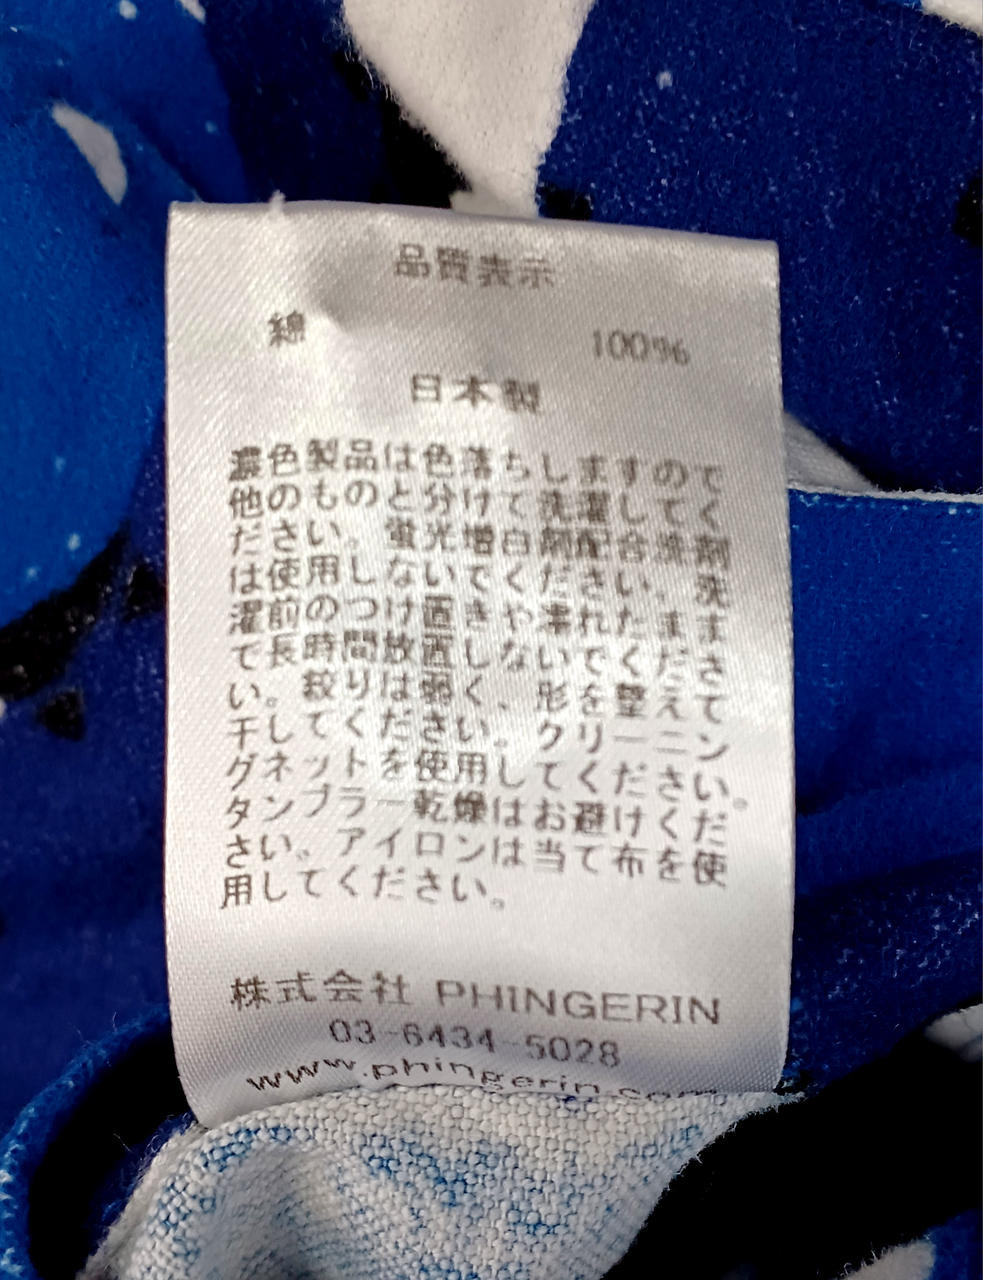 品質表示
綿 100%
日本製
濃色製品は色落ちしますので
他のものと分けて洗濯してく
ださい。蛍光増白剤配合洗剤
は使用しないでください。洗
濯前のつけ置きや濡れたまま
で長時間放置しないでくださ
い。絞りは弱く、形を整えて
干してください。クリーニン
グネットを使用してください。
タンブラー乾燥はお避けくだ
さい。アイロンは当て布を使
用してください。
株式会社 PHINGERIN
03-6434-5028
www.phingerin.com